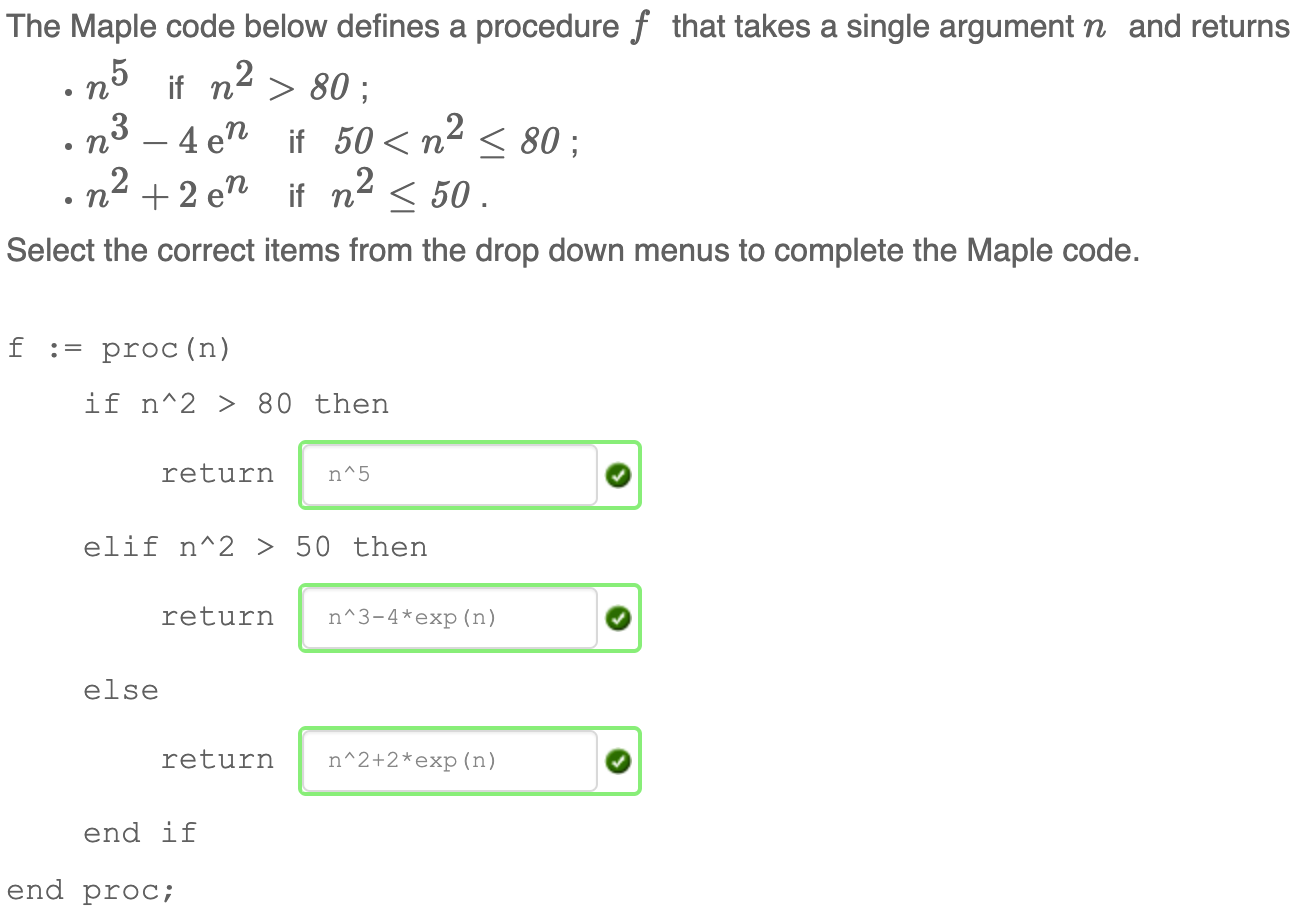 The Maple code below defines a procedure f that takes a single argument n and returns
• n^5 if n^2 > 80 ;
• n^3 − 4 e^n if 50 < n^2 ≤ 80 ;
• n^2 + 2 e^n if n^2 ≤ 50 .
Select the correct items from the drop down menus to complete the Maple code.
f := proc(n)
if n^2 > 80 then
return n^5
elif n^2 > 50 then
return n^3-4*exp(n)
else
return n^2+2*exp(n)
end if
end proc;